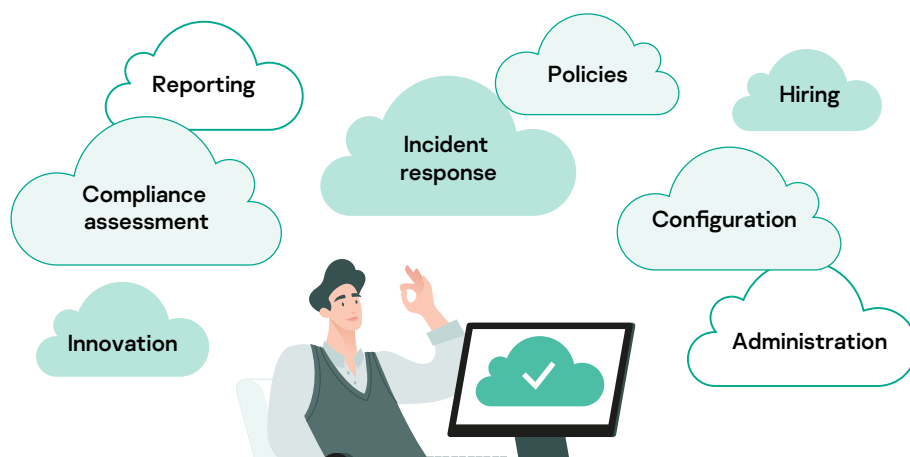 Reporting
Policies
Hiring
Incident
response
Compliance
assessment
Configuration
Innovation
Administration